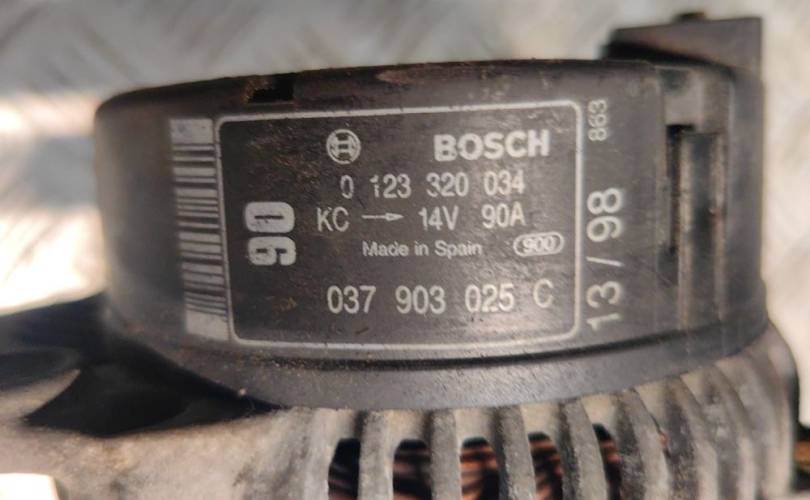 BOSCH
0 123 320 034
KC → 14V 90A
Made in Spain 900
037 903 025 C
90
13 / 98
863